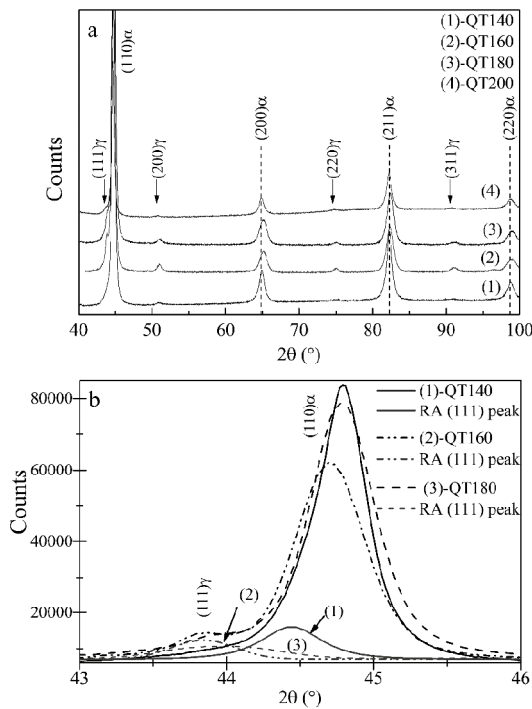 a
(1)-QT140
(2)-QT160
(3)-QT180
(4)-QT200
(111)γ
(110)α
(200)γ
(200)α
(220)γ
(211)α
(311)γ
(220)α
(4)
(3)
(2)
(1)
Counts
40 50 60 70 80 90 100
2θ (°)
b
80000
60000
40000
20000
Counts
(110)α
(1)-QT140
RA (111) peak
(2)-QT160
RA (111) peak
(3)-QT180
RA (111) peak
(111)γ
(2)
(1)
(3)
43 44 45 46
2θ (°)